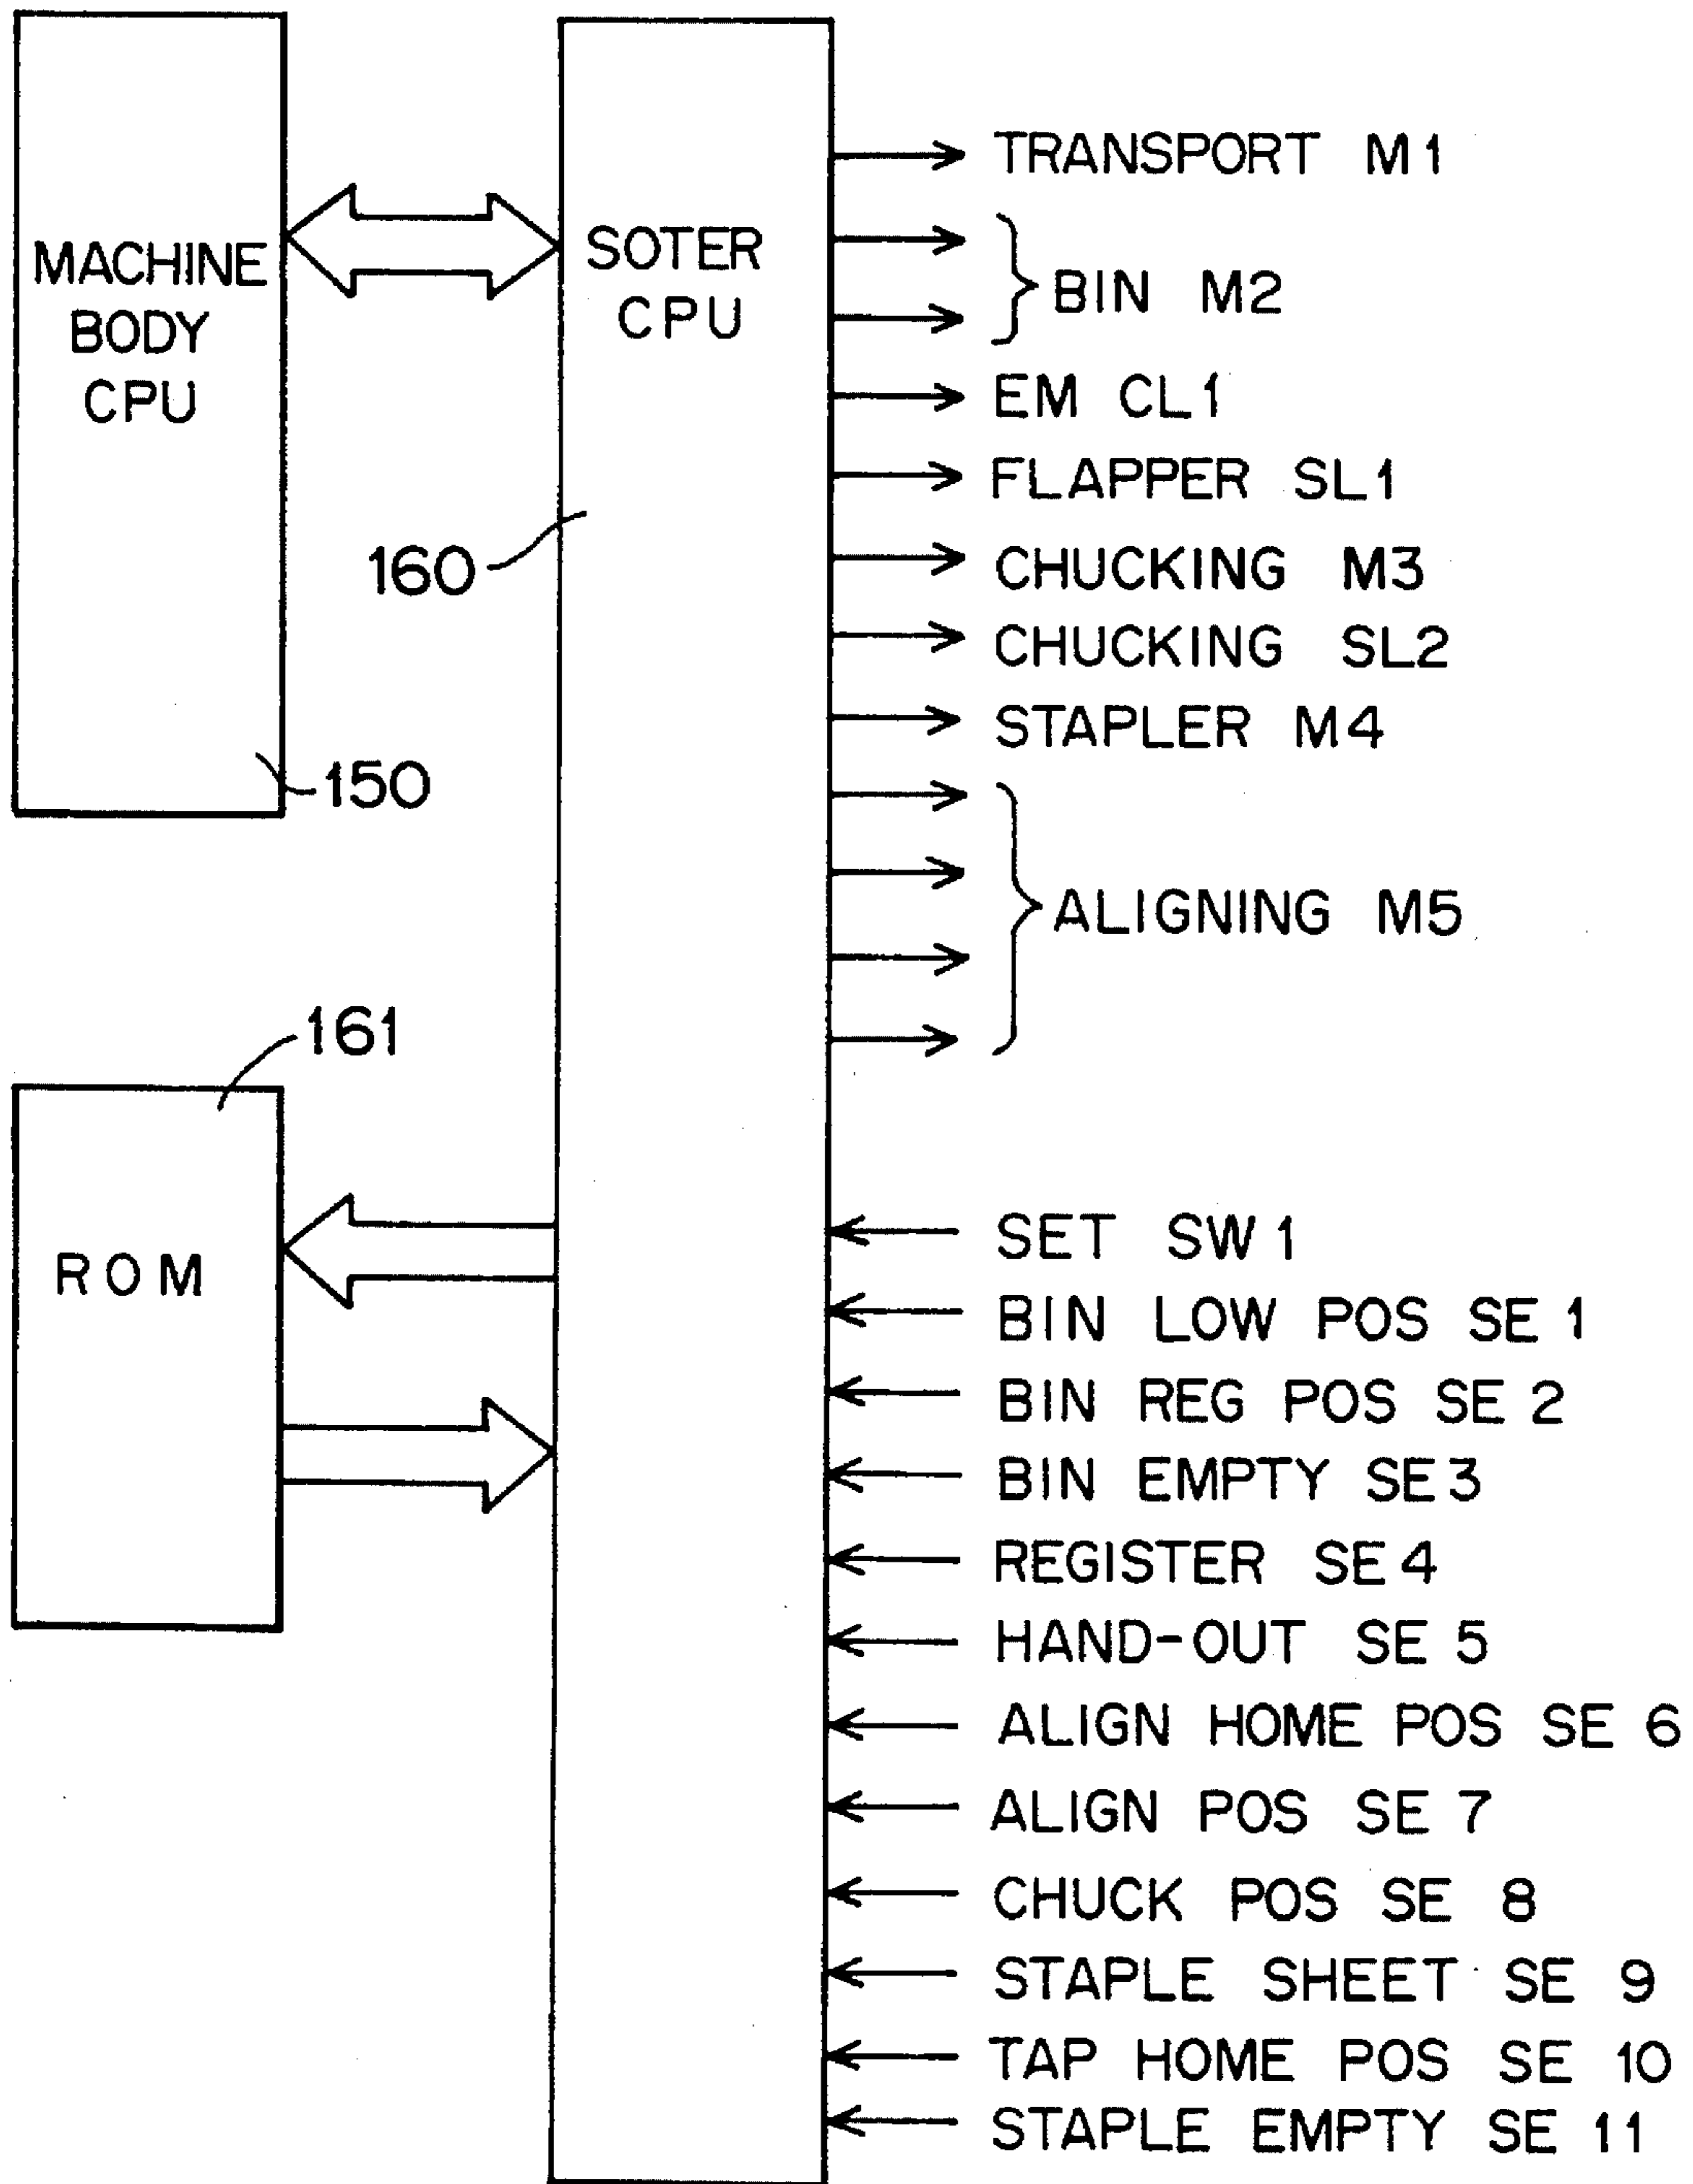 MACHINE
BODY
CPU
150
SOTER
CPU
160
161
ROM
TRANSPORT M1
BIN M2
EM CL1
FLAPPER SL1
CHUCKING M3
CHUCKING SL2
STAPLER M4
ALIGNING M5
SET SW1
BIN LOW POS SE 1
BIN REG POS SE 2
BIN EMPTY SE3
REGISTER SE4
HAND-OUT SE 5
ALIGN HOME POS SE 6
ALIGN POS SE 7
CHUCK POS SE 8
STAPLE SHEET SE 9
TAP HOME POS SE 10
STAPLE EMPTY SE 11